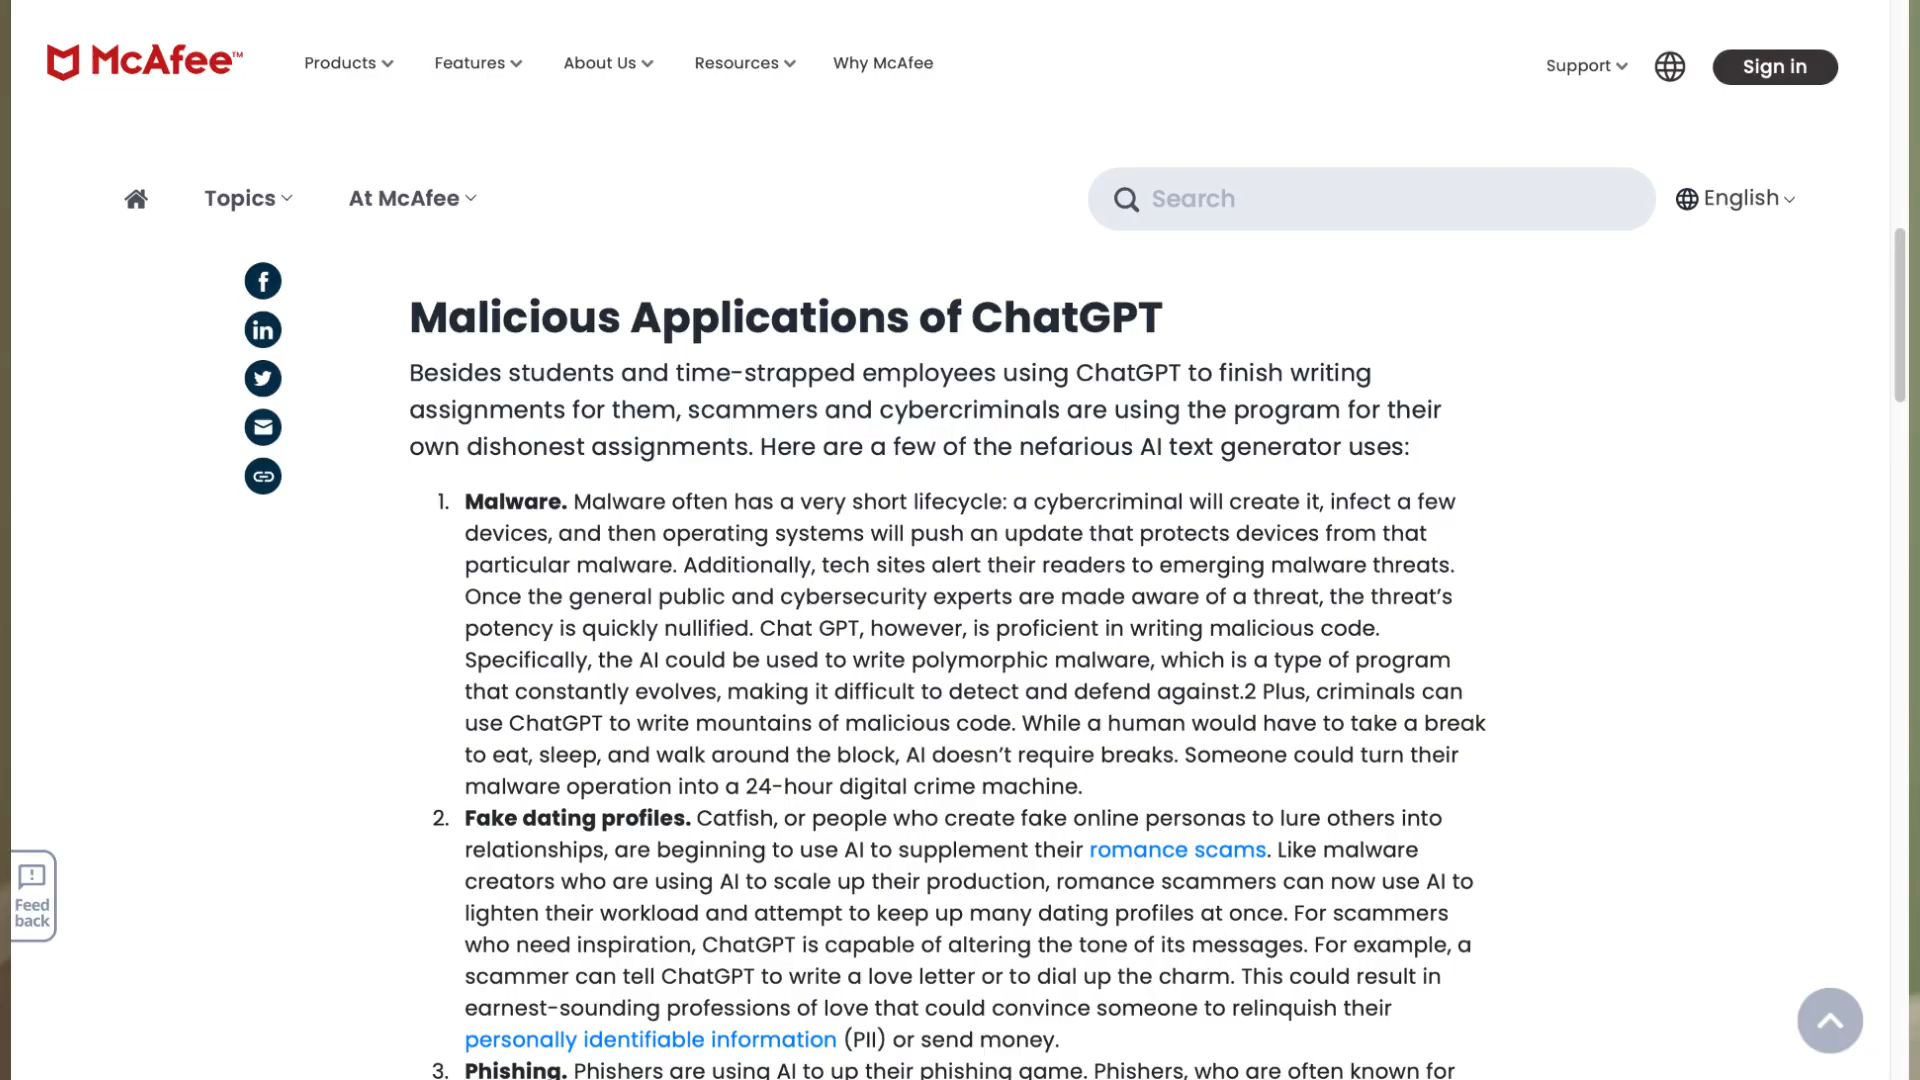 McAfee™
Products
Features
About Us
Resources
Why McAfee
Support
Sign in
Topics
At McAfee
Search
English
Malicious Applications of ChatGPT
Besides students and time-strapped employees using ChatGPT to finish writing
assignments for them, scammers and cybercriminals are using the program for their
own dishonest assignments. Here are a few of the nefarious AI text generator uses:
1. Malware. Malware often has a very short lifecycle: a cybercriminal will create it, infect a few
devices, and then operating systems will push an update that protects devices from that
particular malware. Additionally, tech sites alert their readers to emerging malware threats.
Once the general public and cybersecurity experts are made aware of a threat, the threat’s
potency is quickly nullified. Chat GPT, however, is proficient in writing malicious code.
Specifically, the AI could be used to write polymorphic malware, which is a type of program
that constantly evolves, making it difficult to detect and defend against.2 Plus, criminals can
use ChatGPT to write mountains of malicious code. While a human would have to take a break
to eat, sleep, and walk around the block, AI doesn’t require breaks. Someone could turn their
malware operation into a 24-hour digital crime machine.
2. Fake dating profiles. Catfish, or people who create fake online personas to lure others into
relationships, are beginning to use AI to supplement their romance scams. Like malware
creators who are using AI to scale up their production, romance scammers can now use AI to
lighten their workload and attempt to keep up many dating profiles at once. For scammers
who need inspiration, ChatGPT is capable of altering the tone of its messages. For example, a
scammer can tell ChatGPT to write a love letter or to dial up the charm. This could result in
earnest-sounding professions of love that could convince someone to relinquish their
personally identifiable information (PII) or send money.
3. Phishing. Phishers are using AI to up their phishing game. Phishers, who are often known for
Feed
back